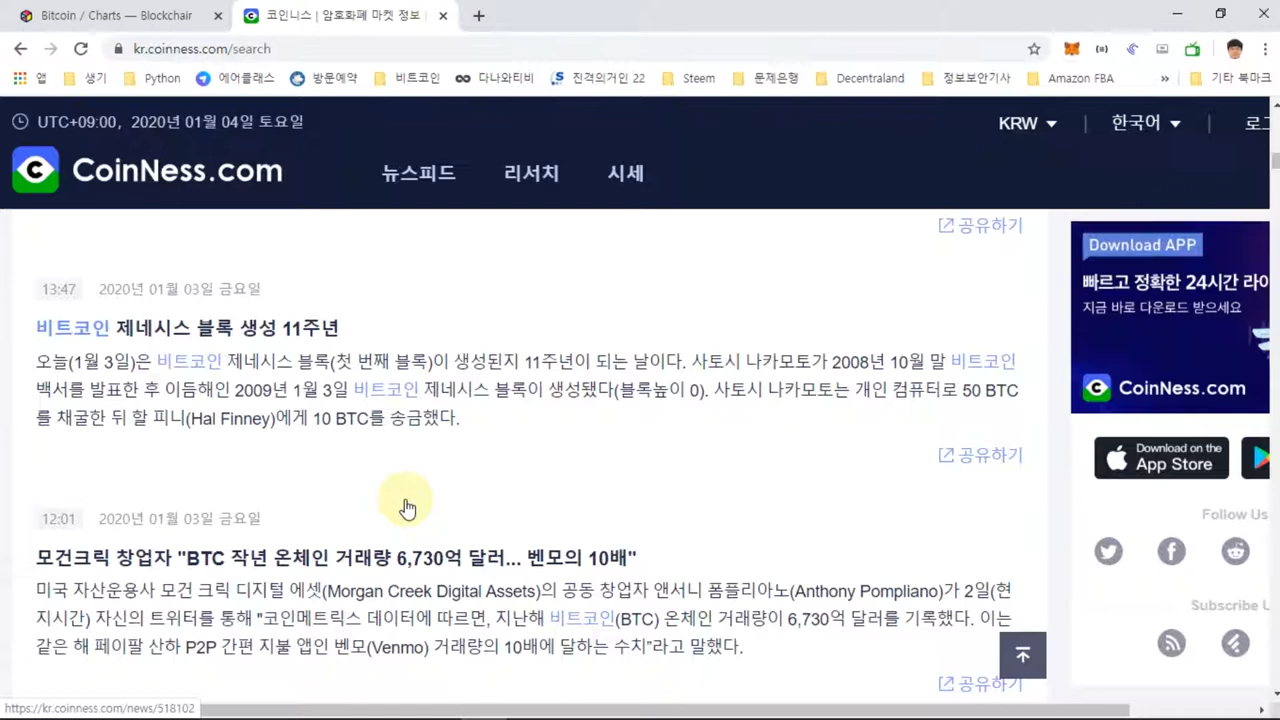 Bitcoin / Charts — Blockchair
코인니스 | 암호화폐 마켓 정보
kr.coinness.com/search
앱
생기
Python
에어클래스
방문예약
비트코인
다나와티비
진격의거인 22
Steem
문제은행
Decentraland
정보보안기사
Amazon FBA
»
기타 북마크
UTC+09:00, 2020년 01월 04일 토요일
KRW
한국어
로그
CoinNess.com
뉴스피드
리서치
시세
공유하기
Download APP
빠르고 정확한 24시간 라이
지금 바로 다운로드 받으세요
CoinNess.com
13:47 2020년 01월 03일 금요일
비트코인 제네시스 블록 생성 11주년
오늘(1월 3일)은 비트코인 제네시스 블록(첫 번째 블록)이 생성된지 11주년이 되는 날이다. 사토시 나카모토가 2008년 10월 말 비트코인
백서를 발표한 후 이듬해인 2009년 1월 3일 비트코인 제네시스 블록이 생성됐다(블록높이 0). 사토시 나카모토는 개인 컴퓨터로 50 BTC
를 채굴한 뒤 할 피니(Hal Finney)에게 10 BTC를 송금했다.
공유하기
Download on the
App Store
Follow Us
12:01 2020년 01월 03일 금요일
모건크릭 창업자 "BTC 작년 온체인 거래량 6,730억 달러... 벤모의 10배"
미국 자산운용사 모건 크릭 디지털 에셋(Morgan Creek Digital Assets)의 공동 창업자 앤서니 폼플리아노(Anthony Pompliano)가 2일(현
지시간) 자신의 트위터를 통해 "코인메트릭스 데이터에 따르면, 지난해 비트코인(BTC) 온체인 거래량이 6,730억 달러를 기록했다. 이는
같은 해 페이팔 산하 P2P 간편 지불 앱인 벤모(Venmo) 거래량의 10배에 달하는 수치"라고 말했다.
Subscribe U
공유하기
https://kr.coinness.com/news/518102